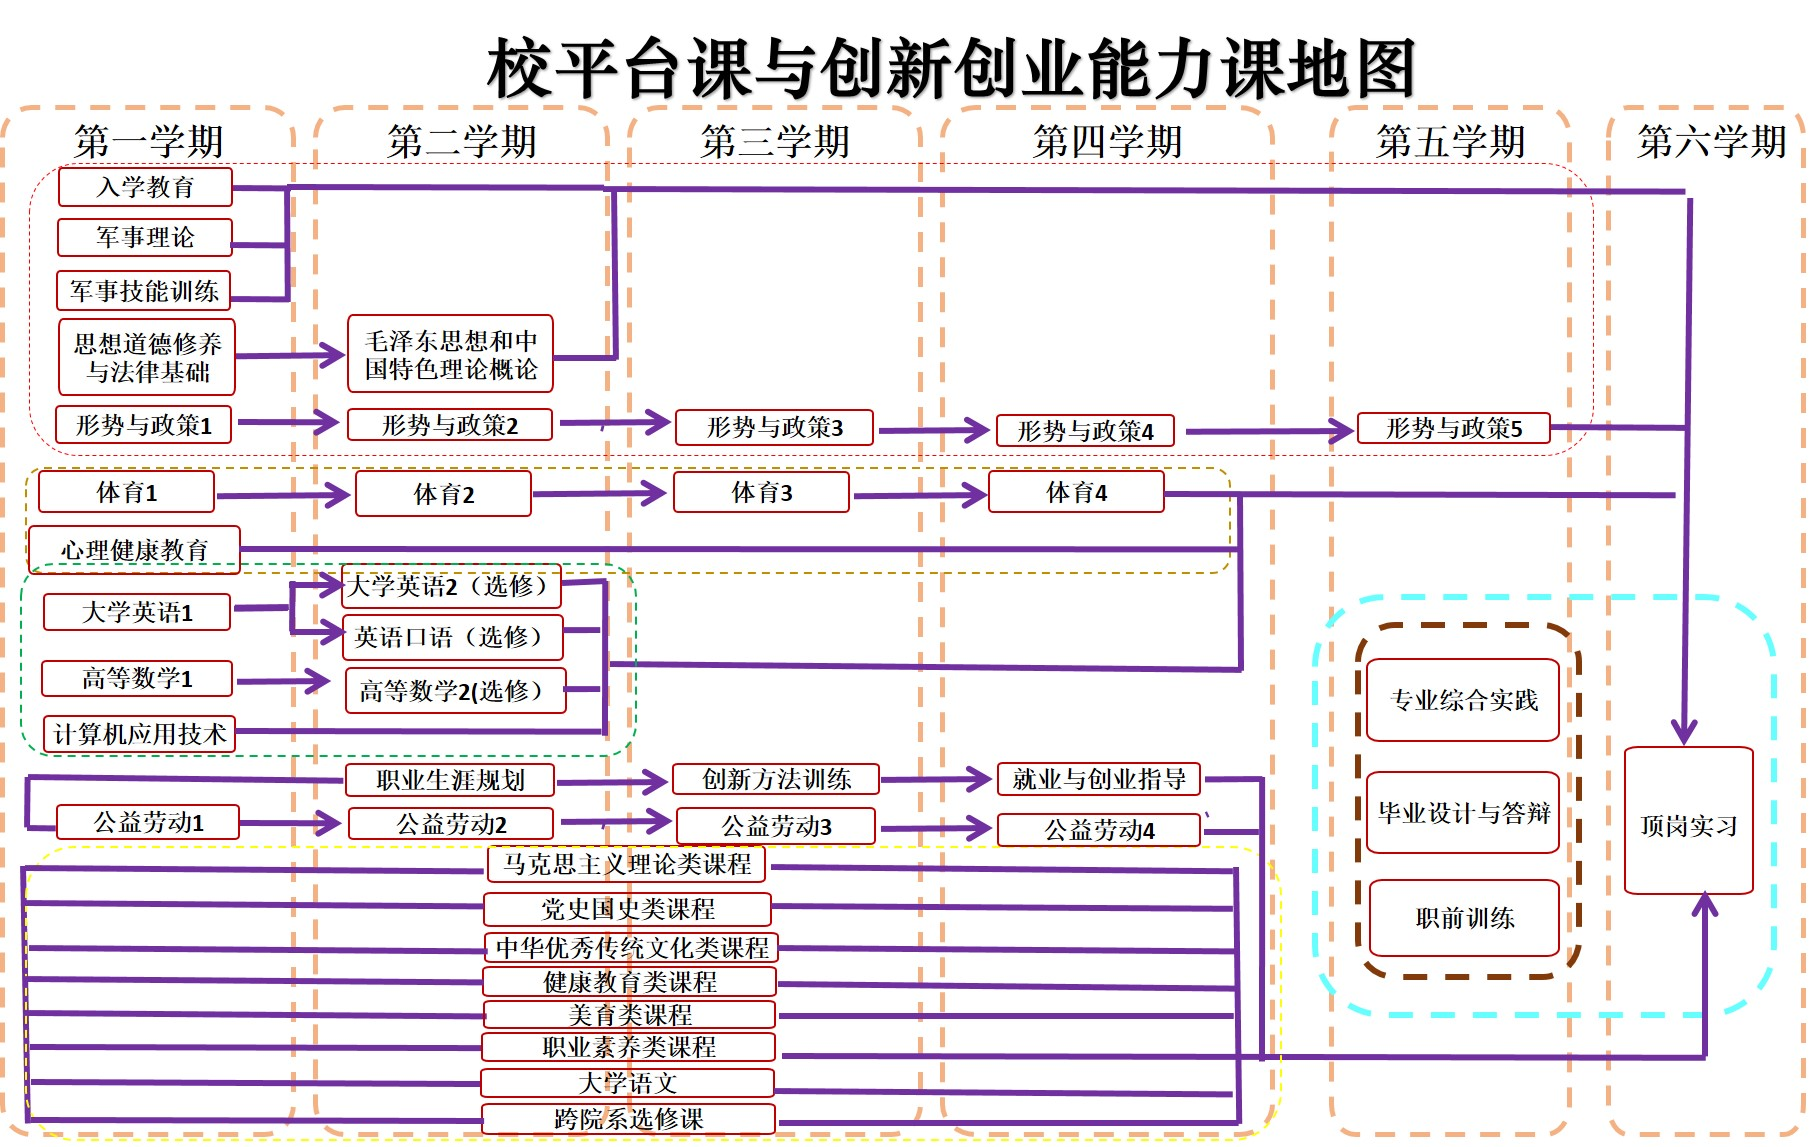 校平台课与创新创业能力课地图
第一学期
第二学期
第三学期
第四学期
第五学期
第六学期
入学教育
军事理论
军事技能训练
思想道德修养
与法律基础
毛泽东思想和中
国特色理论概论
形势与政策1
形势与政策2
形势与政策3
形势与政策4
形势与政策5
体育1
体育2
体育3
体育4
心理健康教育
大学英语1
大学英语2（选修）
英语口语（选修）
高等数学1
高等数学2(选修）
计算机应用技术
职业生涯规划
创新方法训练
就业与创业指导
公益劳动1
公益劳动2
公益劳动3
公益劳动4
马克思主义理论类课程
党史国史类课程
中华优秀传统文化类课程
健康教育类课程
美育类课程
职业素养类课程
大学语文
跨院系选修课
专业综合实践
毕业设计与答辩
职前训练
顶岗实习